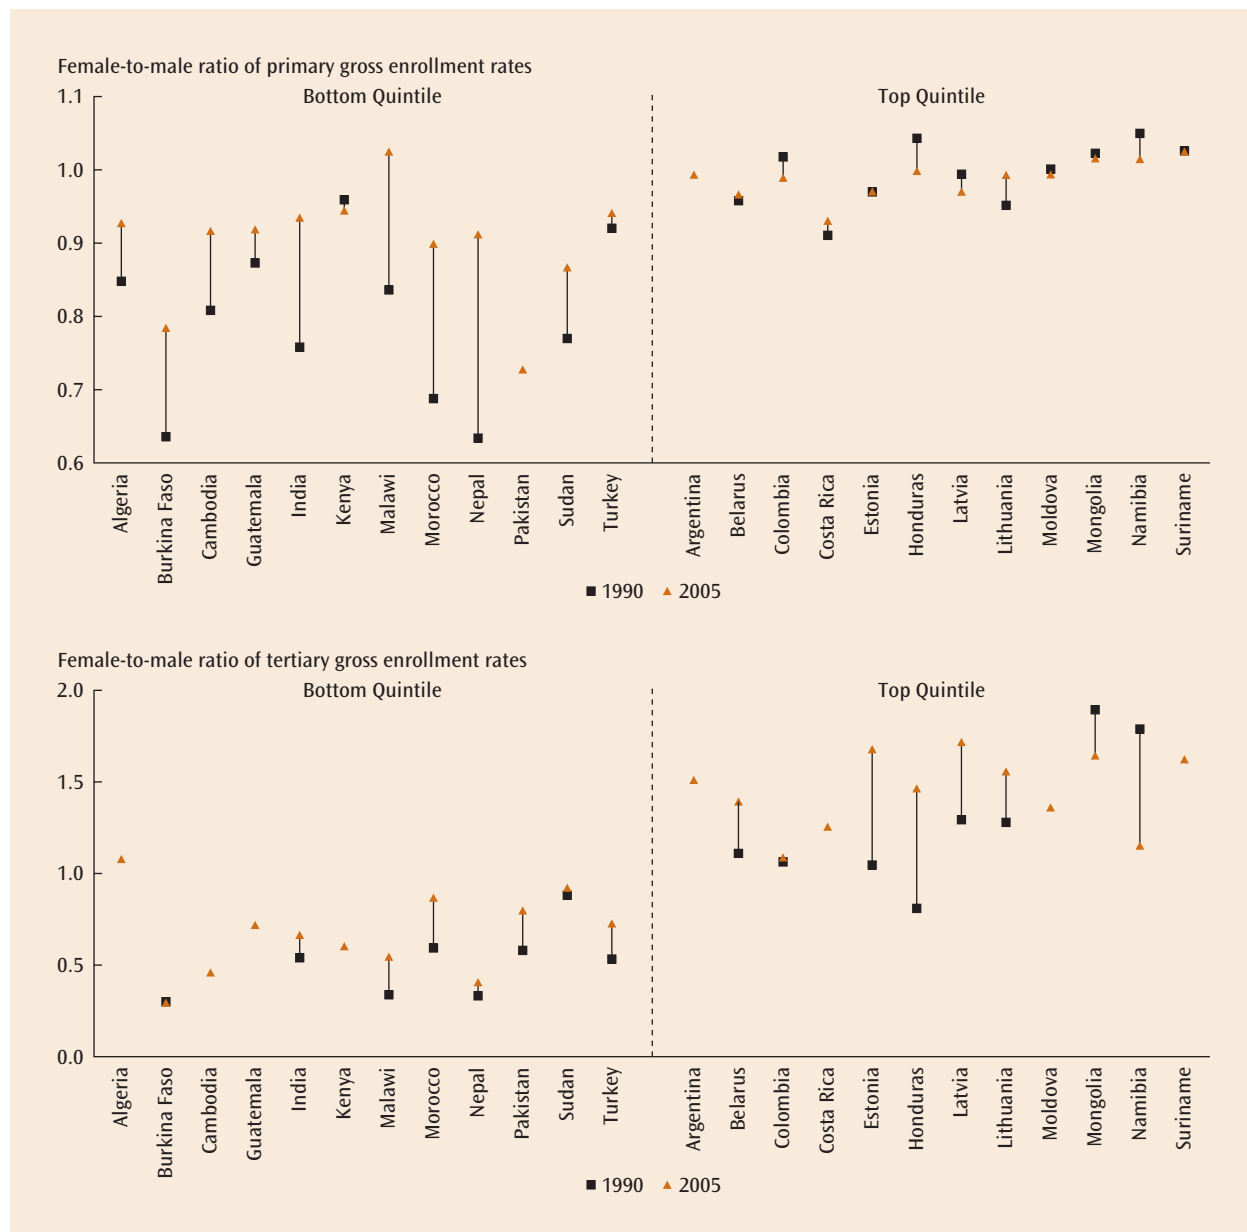 Female-to-male ratio of primary gross enrollment rates
Bottom Quintile
Top Quintile
1.1
1.0
0.9
0.8
0.7
0.6
Algeria
Burkina Faso
Cambodia
Guatemala
India
Kenya
Malawi
Morocco
Nepal
Pakistan
Sudan
Turkey
Argentina
Belarus
Colombia
Costa Rica
Estonia
Honduras
Latvia
Lithuania
Moldova
Mongolia
Namibia
Suriname
1990 2005
Female-to-male ratio of tertiary gross enrollment rates
Bottom Quintile
Top Quintile
2.0
1.5
1.0
0.5
0.0
Algeria
Burkina Faso
Cambodia
Guatemala
India
Kenya
Malawi
Morocco
Nepal
Pakistan
Sudan
Turkey
Argentina
Belarus
Colombia
Costa Rica
Estonia
Honduras
Latvia
Lithuania
Moldova
Mongolia
Namibia
Suriname
1990 2005